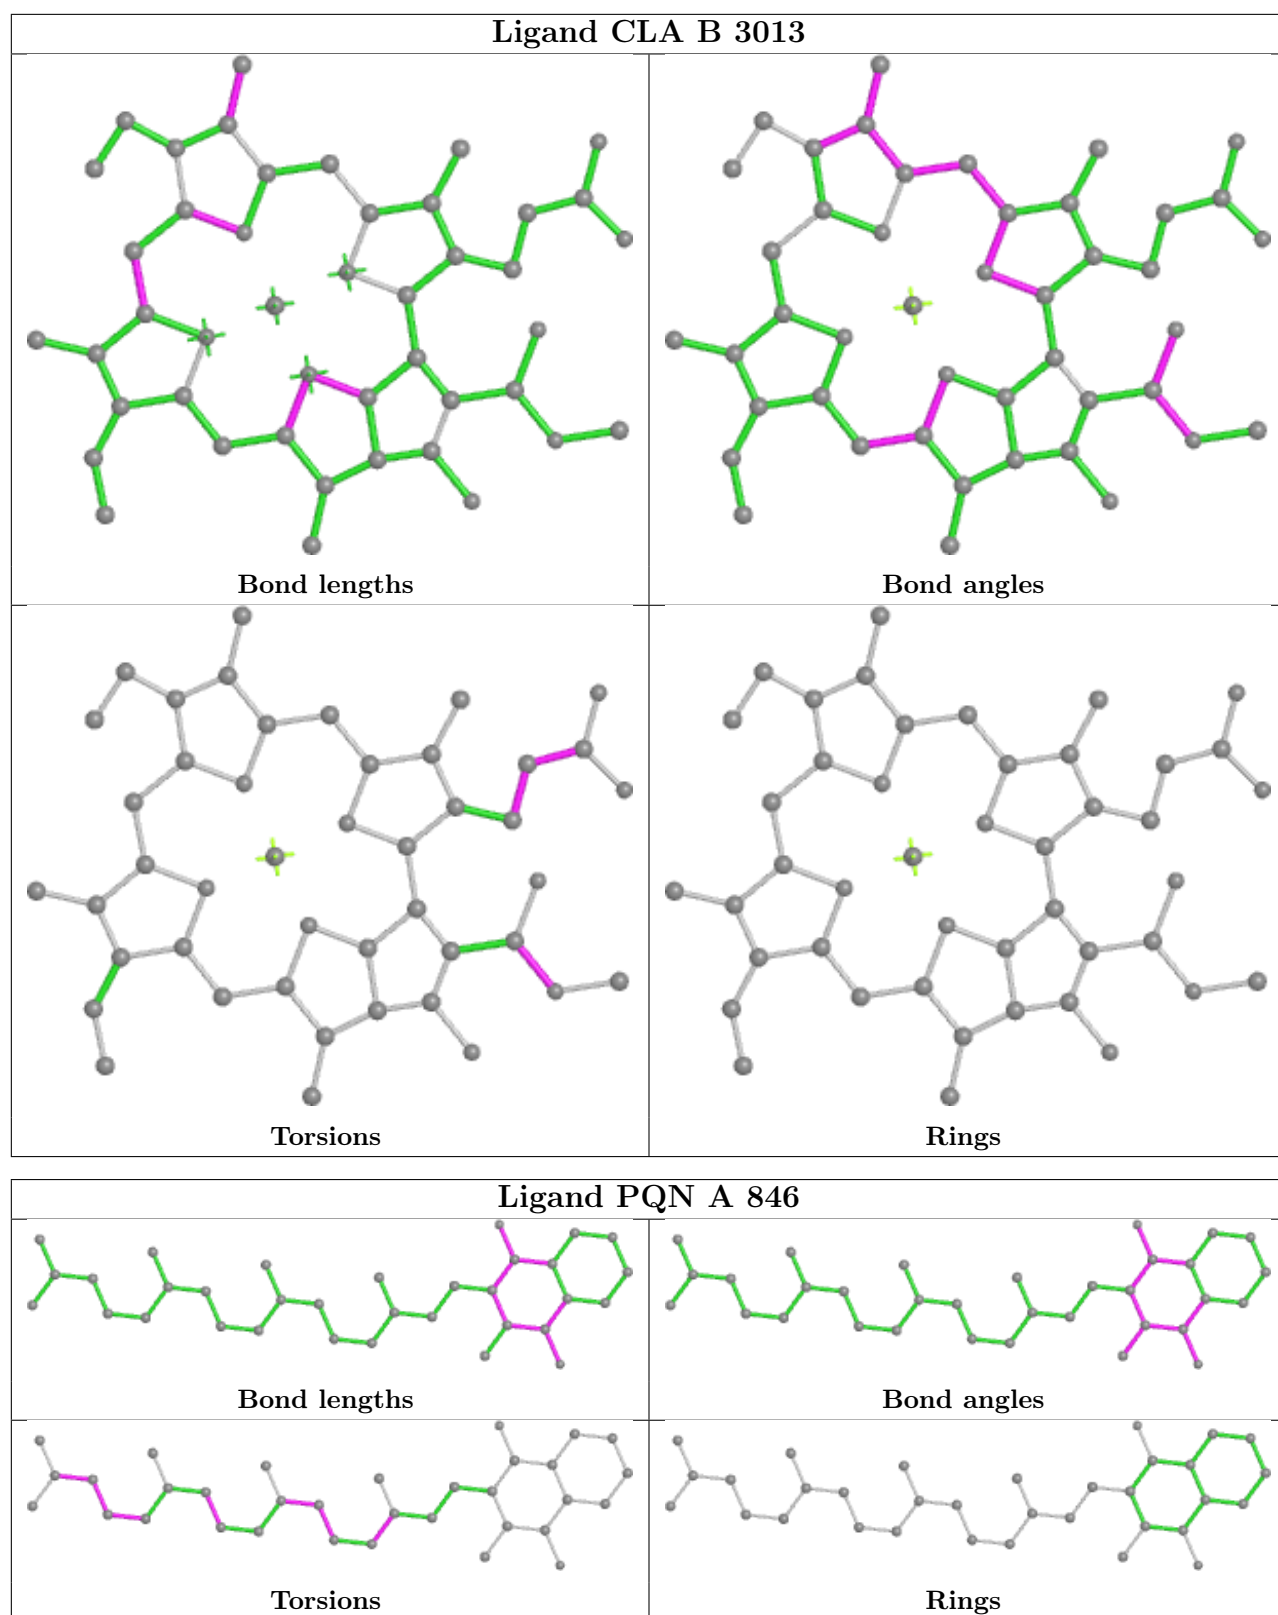 Ligand CLA B 3013
Bond lengths
Bond angles
Torsions
Rings
Ligand PQN A 846
Bond lengths
Bond angles
Torsions
Rings